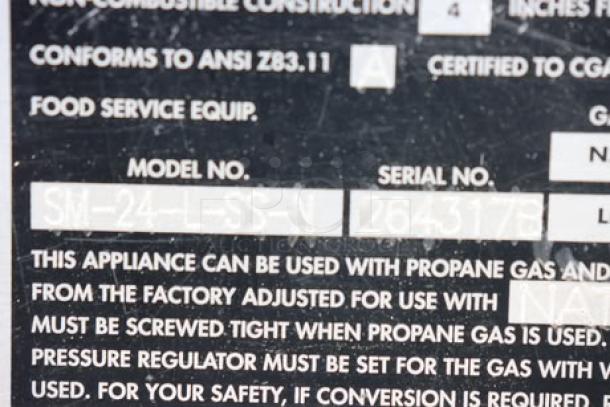 NON-COMBUSTIBLE CONSTRUCTION 4 INCHES F
CONFORMS TO ANSI Z83.11 A CERTIFIED TO CGA
FOOD SERVICE EQUIP. G
N
MODEL NO. SERIAL NO.
SM-24-L-SS-N 264317B L
THIS APPLIANCE CAN BE USED WITH PROPANE GAS AND
FROM THE FACTORY ADJUSTED FOR USE WITH NAT
MUST BE SCREWED TIGHT WHEN PROPANE GAS IS USED.
PRESSURE REGULATOR MUST BE SET FOR THE GAS WITH W
USED. FOR YOUR SAFETY, IF CONVERSION IS REQUIRED,